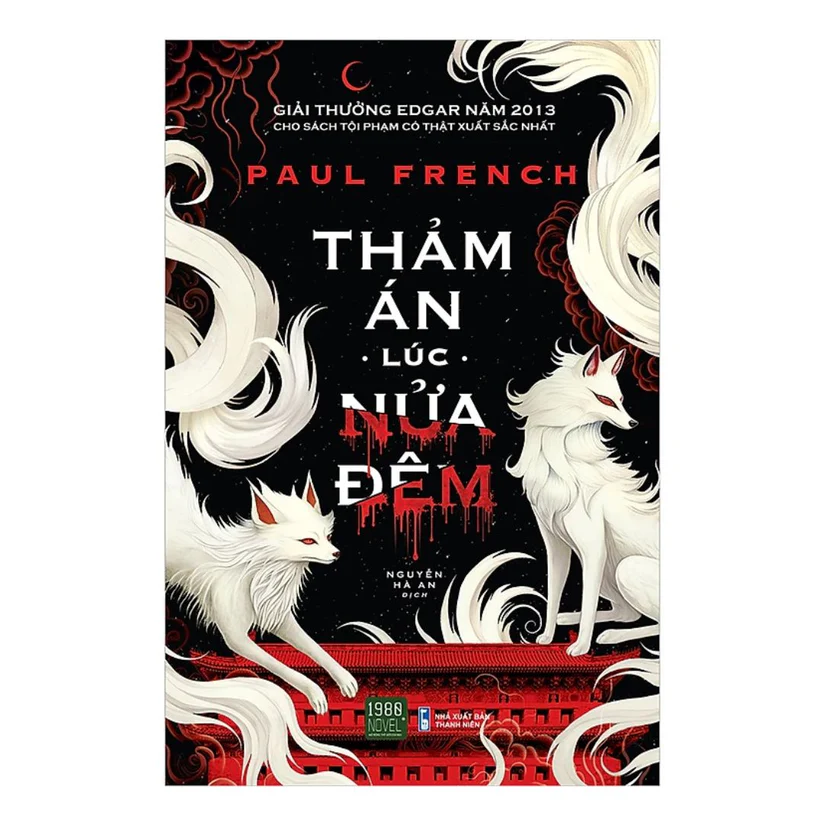 GIẢI THƯỞNG EDGAR NĂM 2013
CHO SÁCH TỘI PHẠM CÓ THẬT XUẤT SẮC NHẤT
PAUL FRENCH
THẢM
ÁN
· LÚC ·
NỬA
ĐÊM
NGUYỄN
HÀ AN
DỊCH
1980
NOVEL
NHÀ XUẤT BẢN
THANH NIÊN